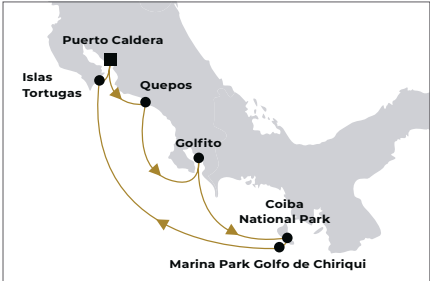 Puerto Caldera
Islas
Tortugas
Quepos
Golfito
Coiba
National Park
Marina Park Golfo de Chiriqui